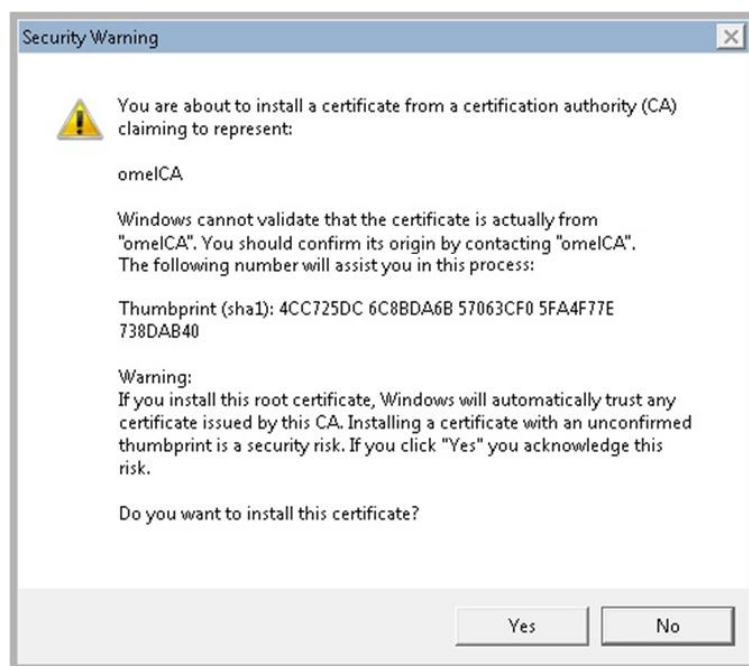 Security Warning
You are about to install a certificate from a certification authority (CA)
claiming to represent:
omelCA
Windows cannot validate that the certificate is actually from
"omelCA". You should confirm its origin by contacting "omelCA".
The following number will assist you in this process:
Thumbprint (sha1): 4CC725DC 6C8BDA6B 57063CF0 5FA4F77E
738DAB40
Warning:
If you install this root certificate, Windows will automatically trust any
certificate issued by this CA. Installing a certificate with an unconfirmed
thumbprint is a security risk. If you click "Yes" you acknowledge this
risk.
Do you want to install this certificate?
Yes No